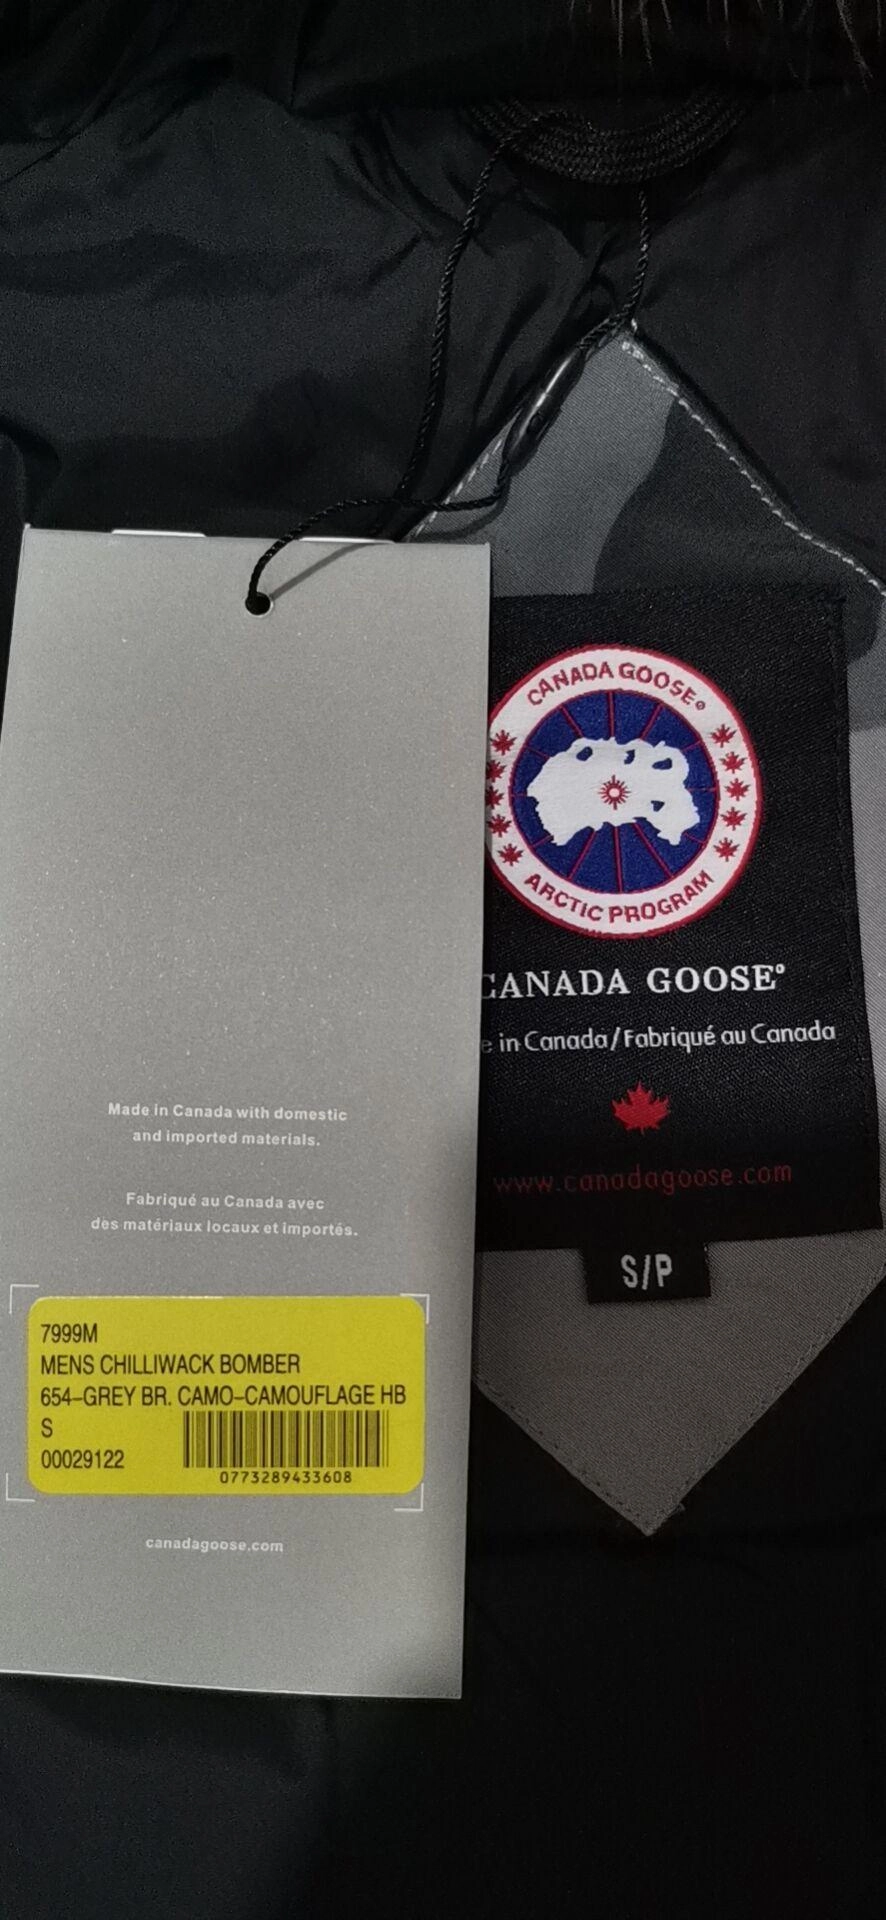 Made in Canada with domestic
and imported materials.
Fabriqué au Canada avec
des matériaux locaux et importés.
7999M
MENS CHILLIWACK BOMBER
654-GREY BR. CAMO-CAMOUFLAGE HB
S
00029122
0773289433608
canadagoose.com
CANADA GOOSE
ARCTIC PROGRAM
CANADA GOOSE®
e in Canada/Fabriqué au Canada
www.canadagoose.com
S/P